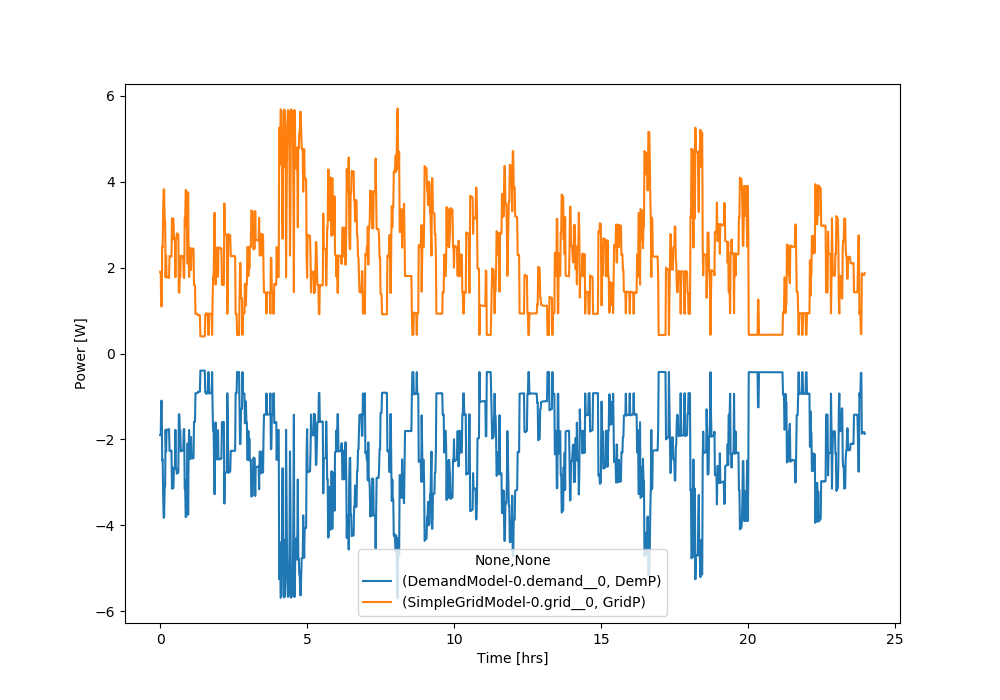 6
4
2
0
−2
−4
−6
Power [W]
None,None
(DemandModel-0.demand__0, DemP)
(SimpleGridModel-0.grid__0, GridP)
0 5 10 15 20 25
Time [hrs]